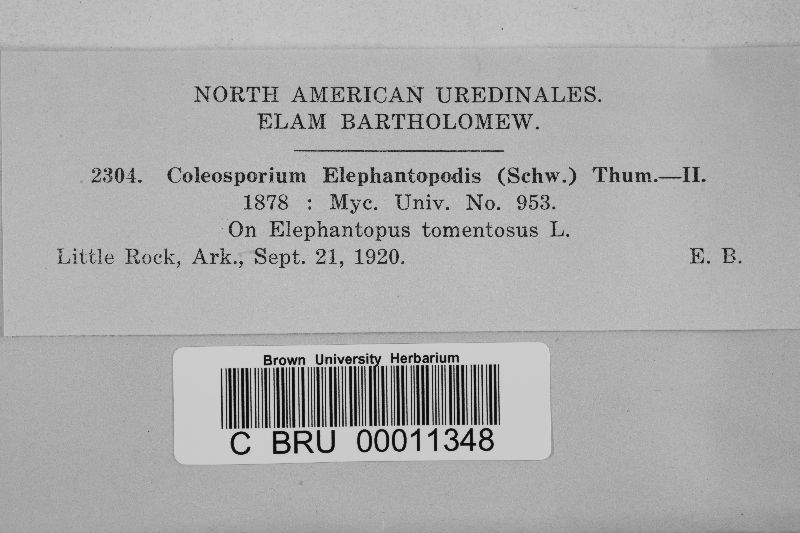 NORTH AMERICAN UREDINALES.
ELAM BARTHOLOMEW.
2304. Coleosporium Elephantopodis (Schw.) Thum.—II.
1878 : Myc. Univ. No. 953.
On Elephantopus tomentosus L.
Little Rock, Ark., Sept. 21, 1920. E. B.
Brown University Herbarium
C BRU 00011348